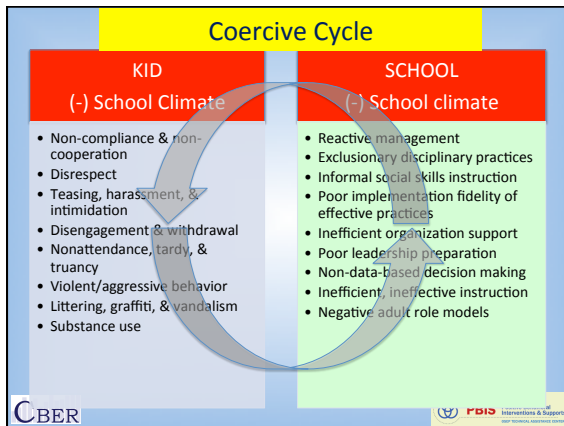 Coercive Cycle
KID
(-) School Climate
• Non-compliance & non-
cooperation
• Disrespect
• Teasing, harassment, &
intimidation
• Disengagement & withdrawal
• Nonattendance, tardy, &
truancy
• Violent/aggressive behavior
• Littering, graffiti, & vandalism
• Substance use
SCHOOL
(-) School climate
• Reactive management
• Exclusionary disciplinary practices
• Informal social skills instruction
• Poor implementation fidelity of
effective practices
• Inefficient organization support
• Poor leadership preparation
• Non-data-based decision making
• Inefficient, ineffective instruction
• Negative adult role models
CBER
PBIS
Interventions & Supports